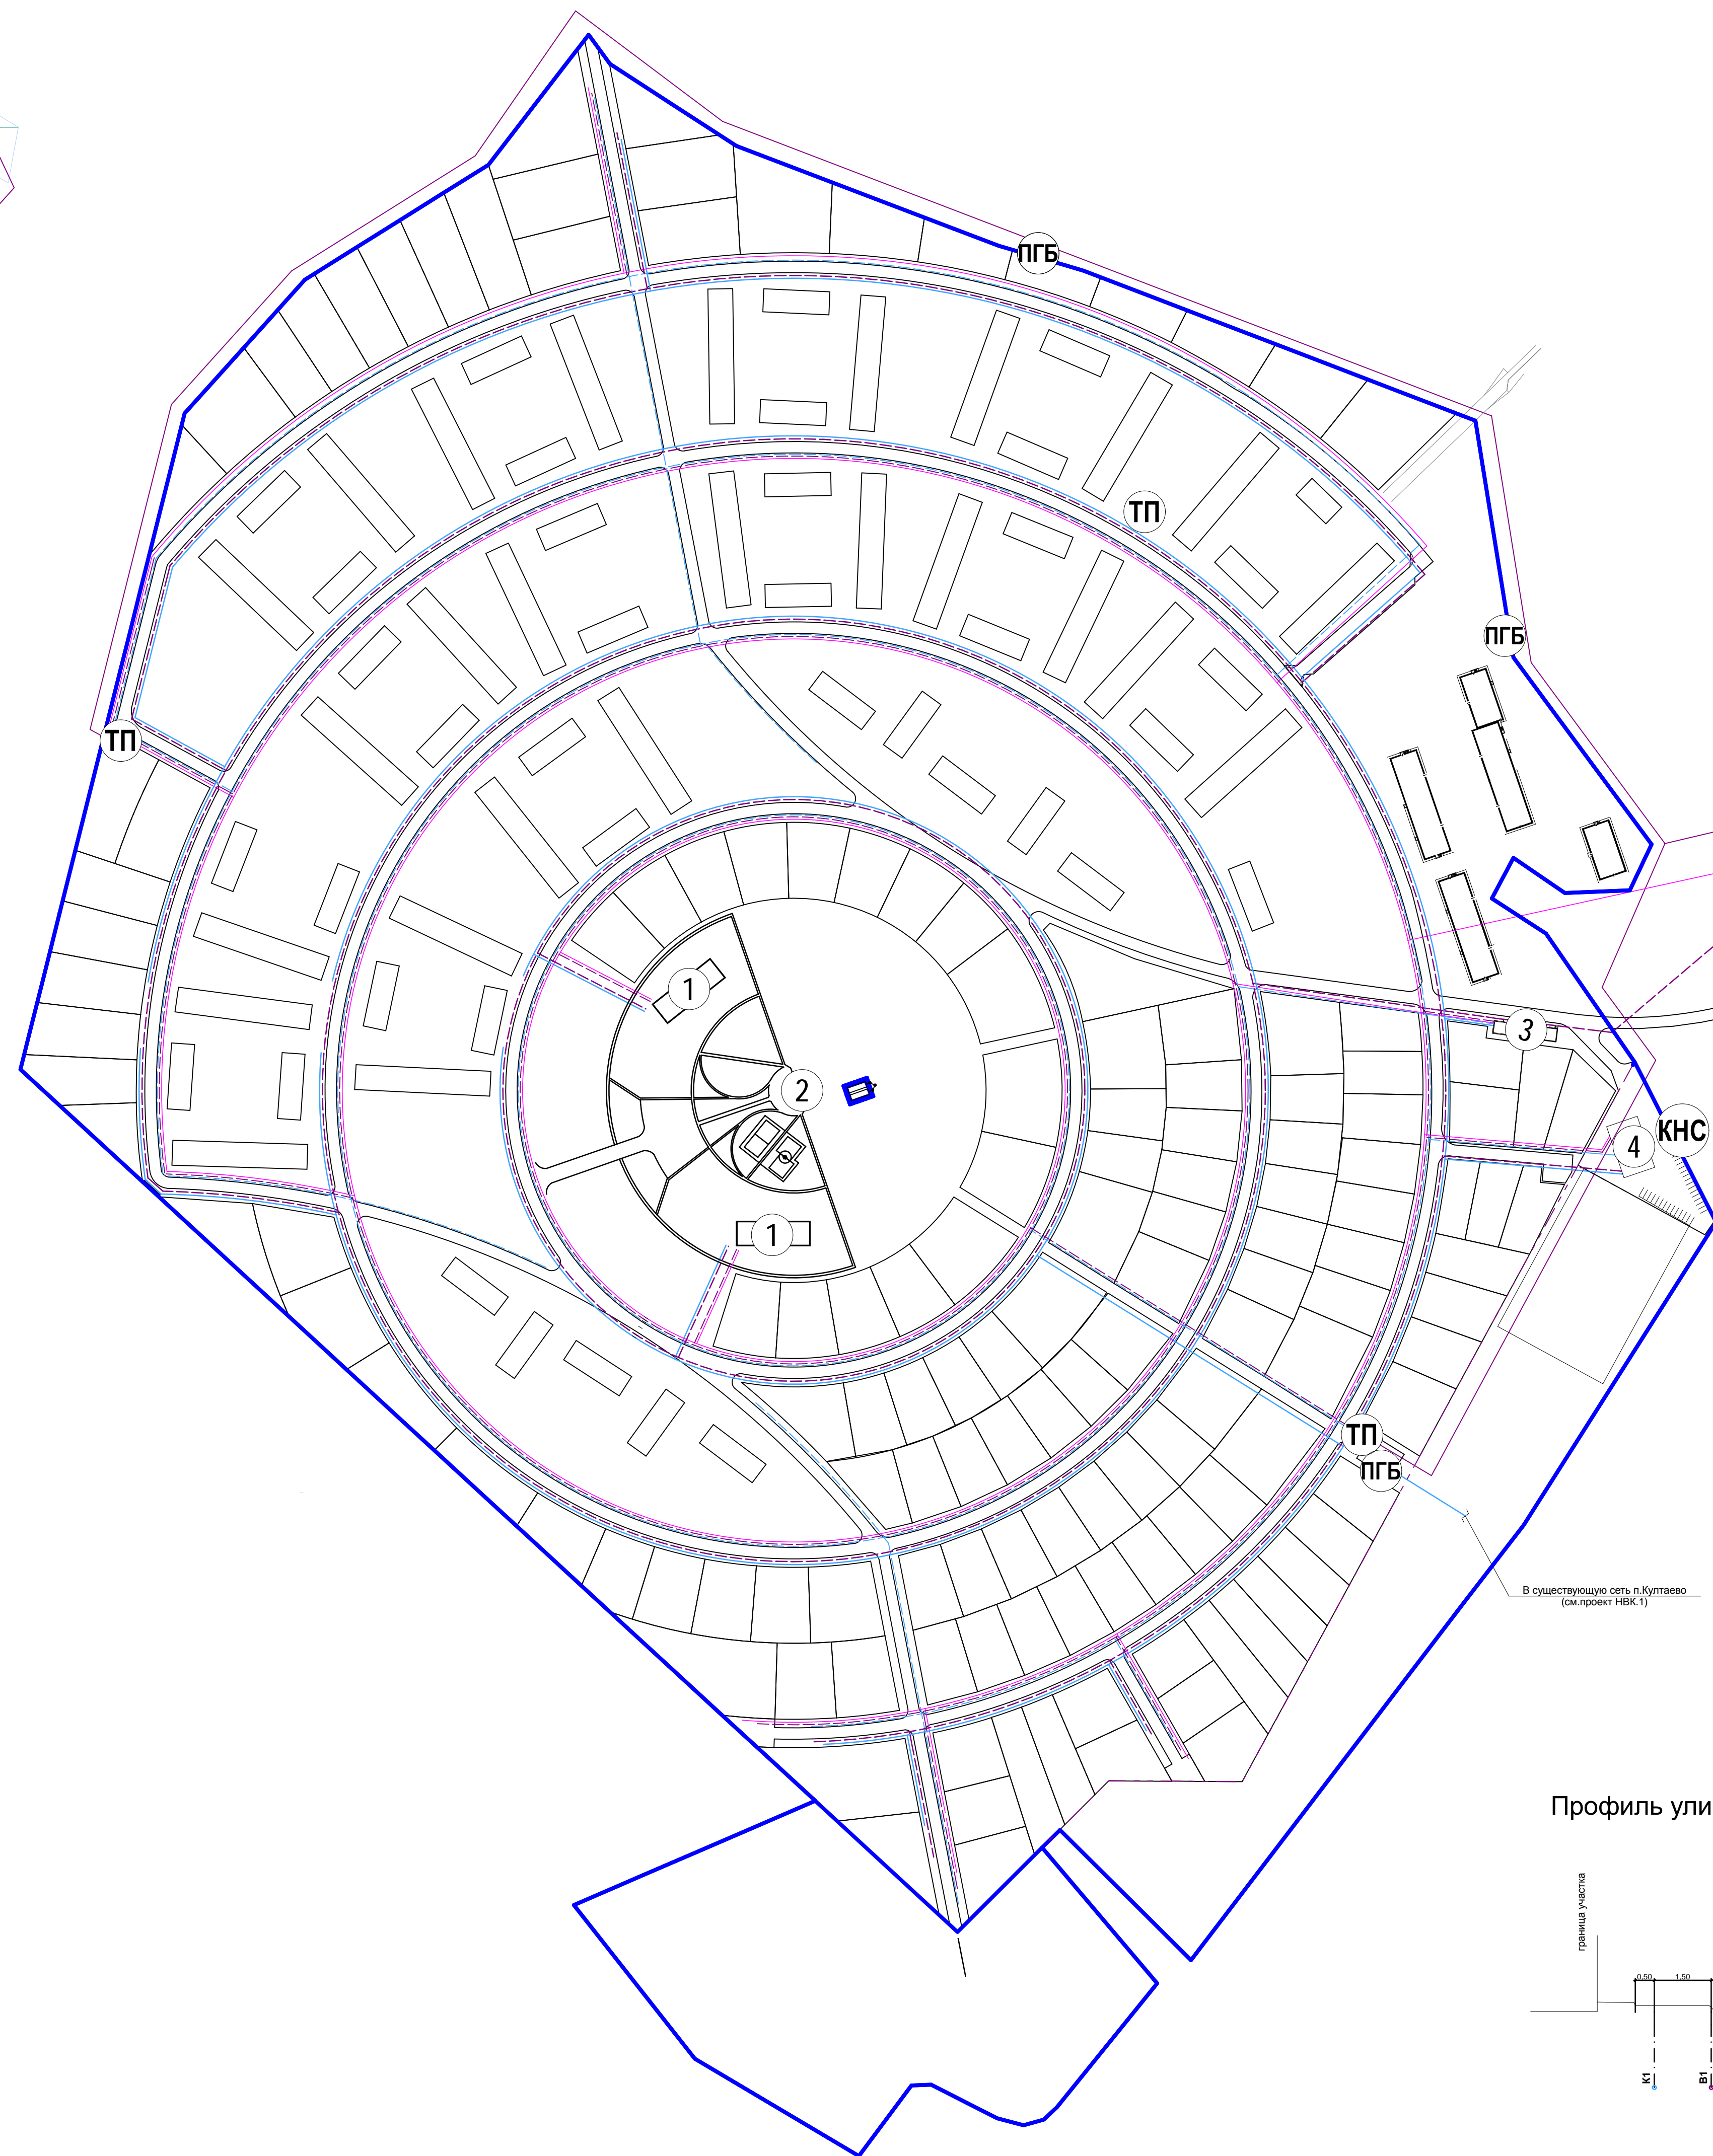 ПГБ
ТП
ПГБ
ТП
1
3
2
КНС
4
1
ТП
ПГБ
В существующую сеть п.Култаево
(см.проект НВК.1)
Профиль ули
граница участка
0,50
1,50
К1
В1